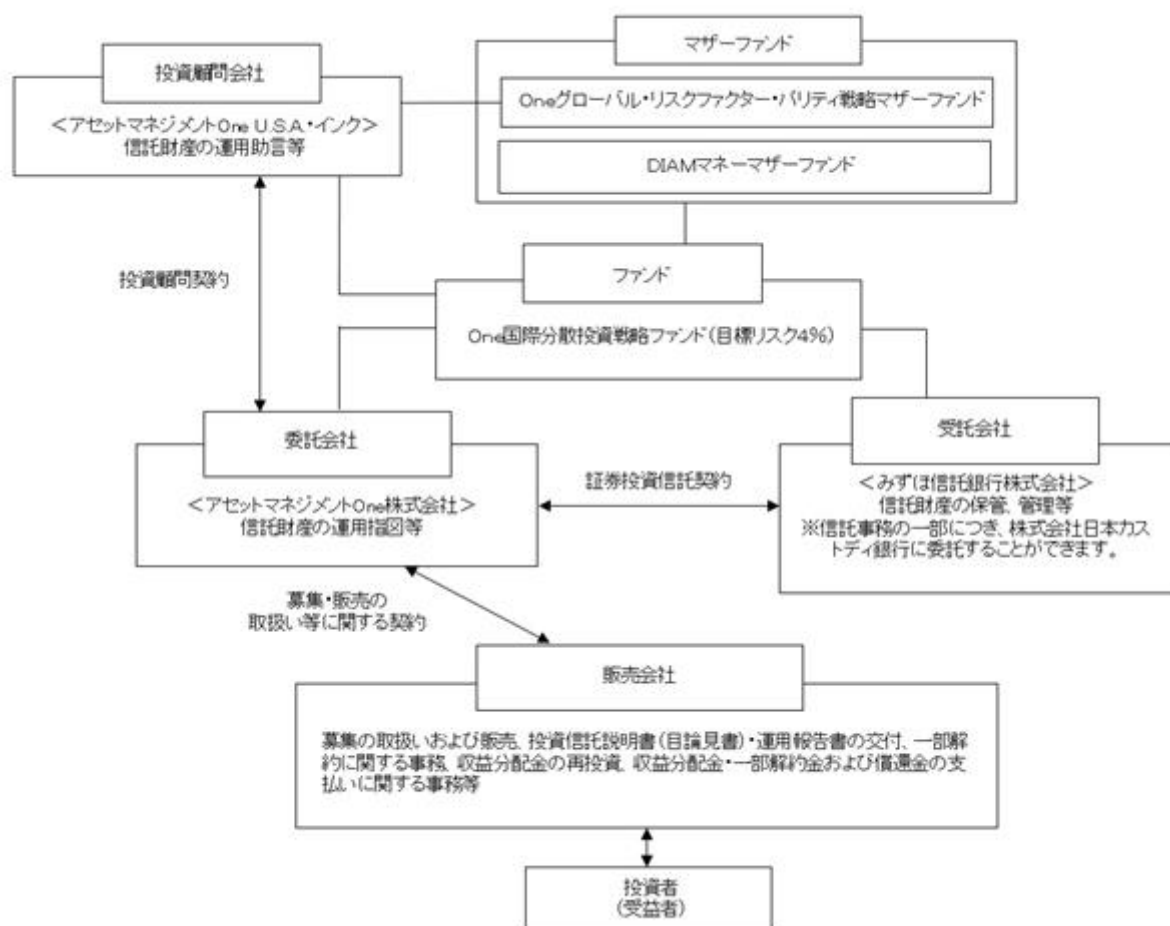 マザーファンド
投資顧問会社
Oneグローバル・リスクファクター・パリティ戦略マザーファンド
<アセットマネジメントOne U.S.A.・インク>
信託財産の運用助言等
DIAMマネーマザーファンド
投資顧問契約
ファンド
One国際分散投資戦略ファンド(目標リスク4%)
委託会社
受託会社
<アセットマネジメントOne株式会社>
信託財産の運用指図等
証券投資信託契約
<みずほ信託銀行株式会社>
信託財産の保管、管理等
※信託事務の一部につき、株式会社日本カス
トディ銀行に委託することができます。
募集・販売の
取扱い等に関する契約
販売会社
募集の取扱いおよび販売、投資信託説明書(目論見書)・運用報告書の交付、一部解
約に関する事務、収益分配金の再投資、収益分配金・一部解約金および償還金の支
払いに関する事務等
投資者
(受益者)